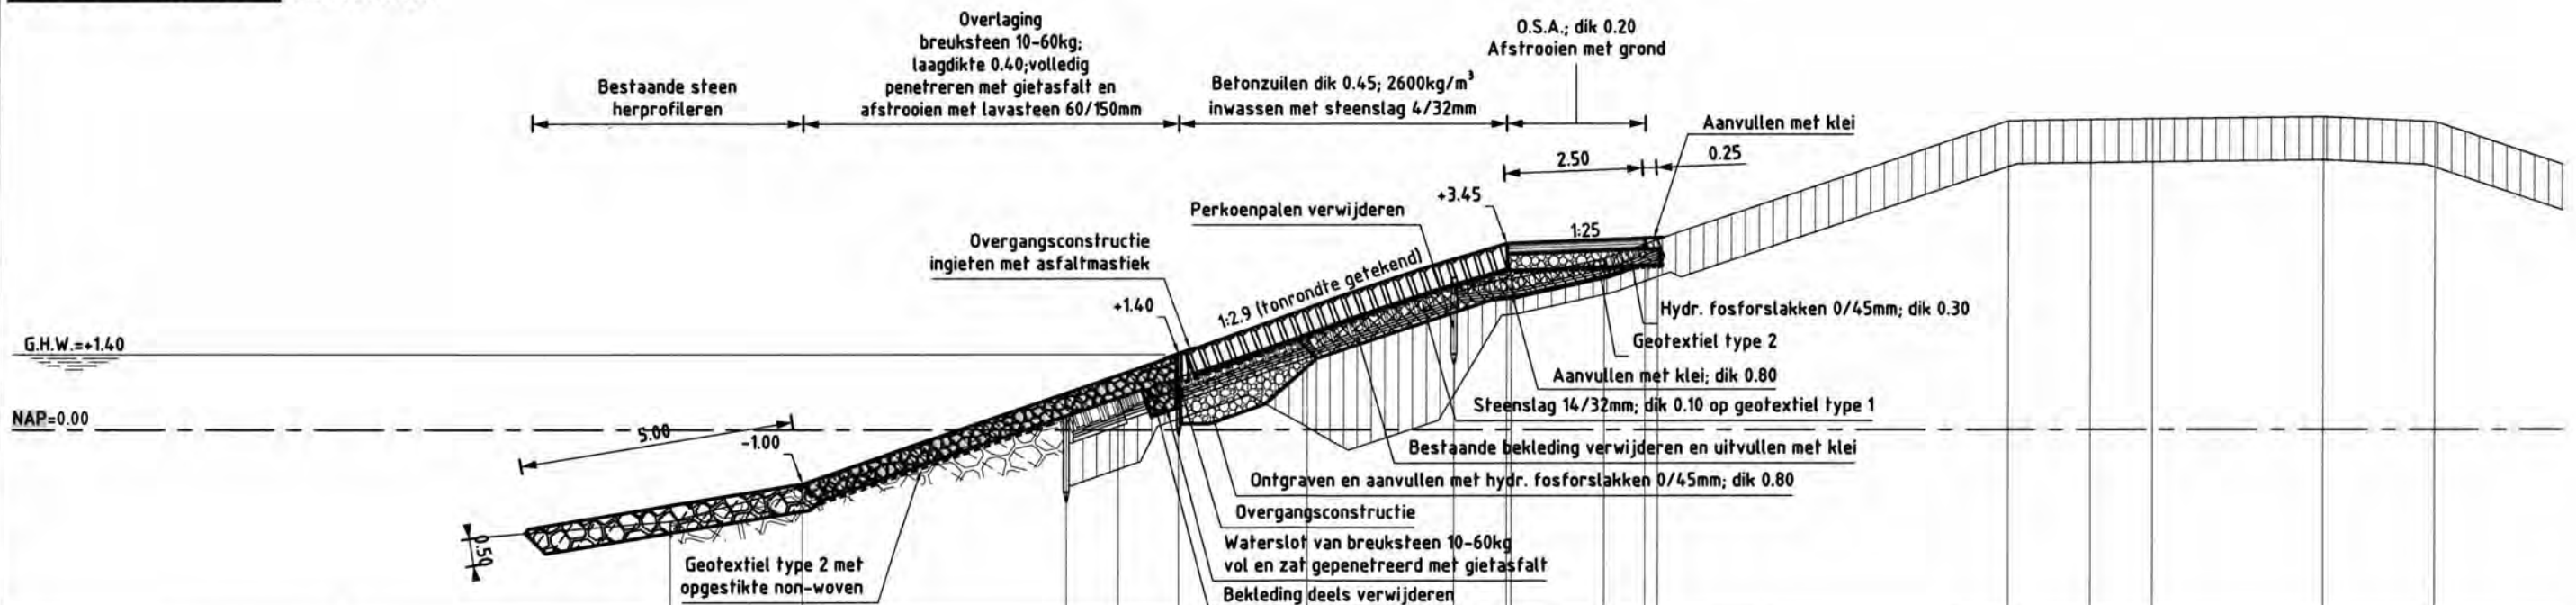 Overlaging
breuksteen 10-60kg;
laagdikte 0.40;volledig
penetreren met gietasfalt en
afstrooien met lavasteen 60/150mm
Bestaande steen
herprofileren
Betonzuilen dik 0.45; 2600kg/m³
inwassen met steenslag 4/32mm
O.S.A.; dik 0.20
Afstrooien met grond
Aanvullen met klei
2.50
0.25
Perkoenpalen verwijderen
+3.45
1:25
Overgangsconstructie
ingieten met asfaltmastiek
+1.40
1:2.9 (tonrondte getekend)
G.H.W.=+1.40
Hydr. fosforslakken 0/45mm; dik 0.30
Geotextiel type 2
Aanvullen met klei; dik 0.80
Steenslag 14/32mm; dik 0.10 op geotextiel type 1
NAP=0.00
5.00
-1.00
Bestaande bekleding verwijderen en uitvullen met klei
Ontgraven en aanvullen met hydr. fosforslakken 0/45mm; dik 0.80
Overgangsconstructie
0.50
Waterslot van breuksteen 10-60kg
vol en zat gepenetreerd met gietasfalt
Geotextiel type 2 met
opgestikte non-woven
Bekleding deels verwijderen